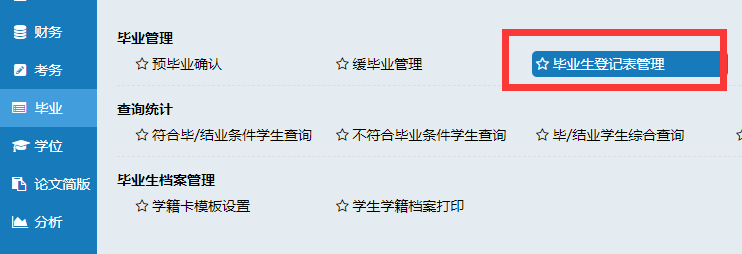 财务
考务
毕业
学位
论文简版
分析
毕业管理
预毕业确认 缓毕业管理 毕业生登记表管理
查询统计
符合毕/结业条件学生查询 不符合毕业条件学生查询 毕/结业学生综合查询
毕业生档案管理
学籍卡模板设置 学生学籍档案打印